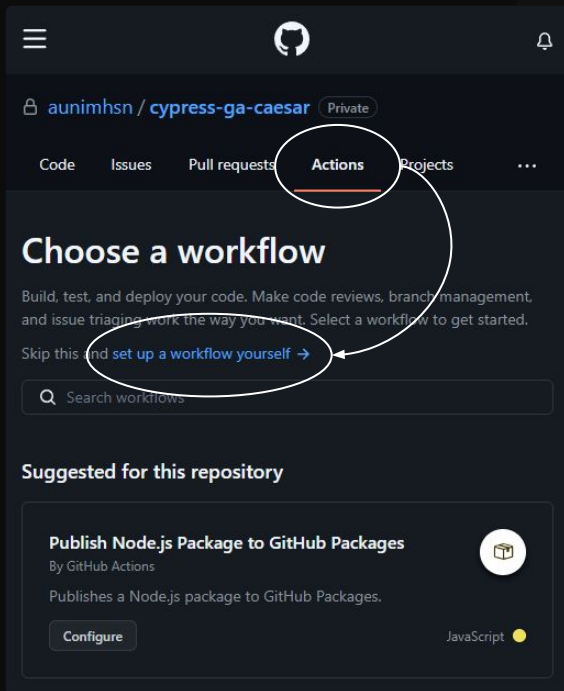 aunimhsn / cypress-ga-caesar Private
Code Issues Pull requests Actions Projects ...
Choose a workflow
Build, test, and deploy your code. Make code reviews, branch management,
and issue triaging work the way you want. Select a workflow to get started.
Skip this and set up a workflow yourself →
Search workflows
Suggested for this repository
Publish Node.js Package to GitHub Packages
By GitHub Actions
Publishes a Node.js package to GitHub Packages.
Configure JavaScript